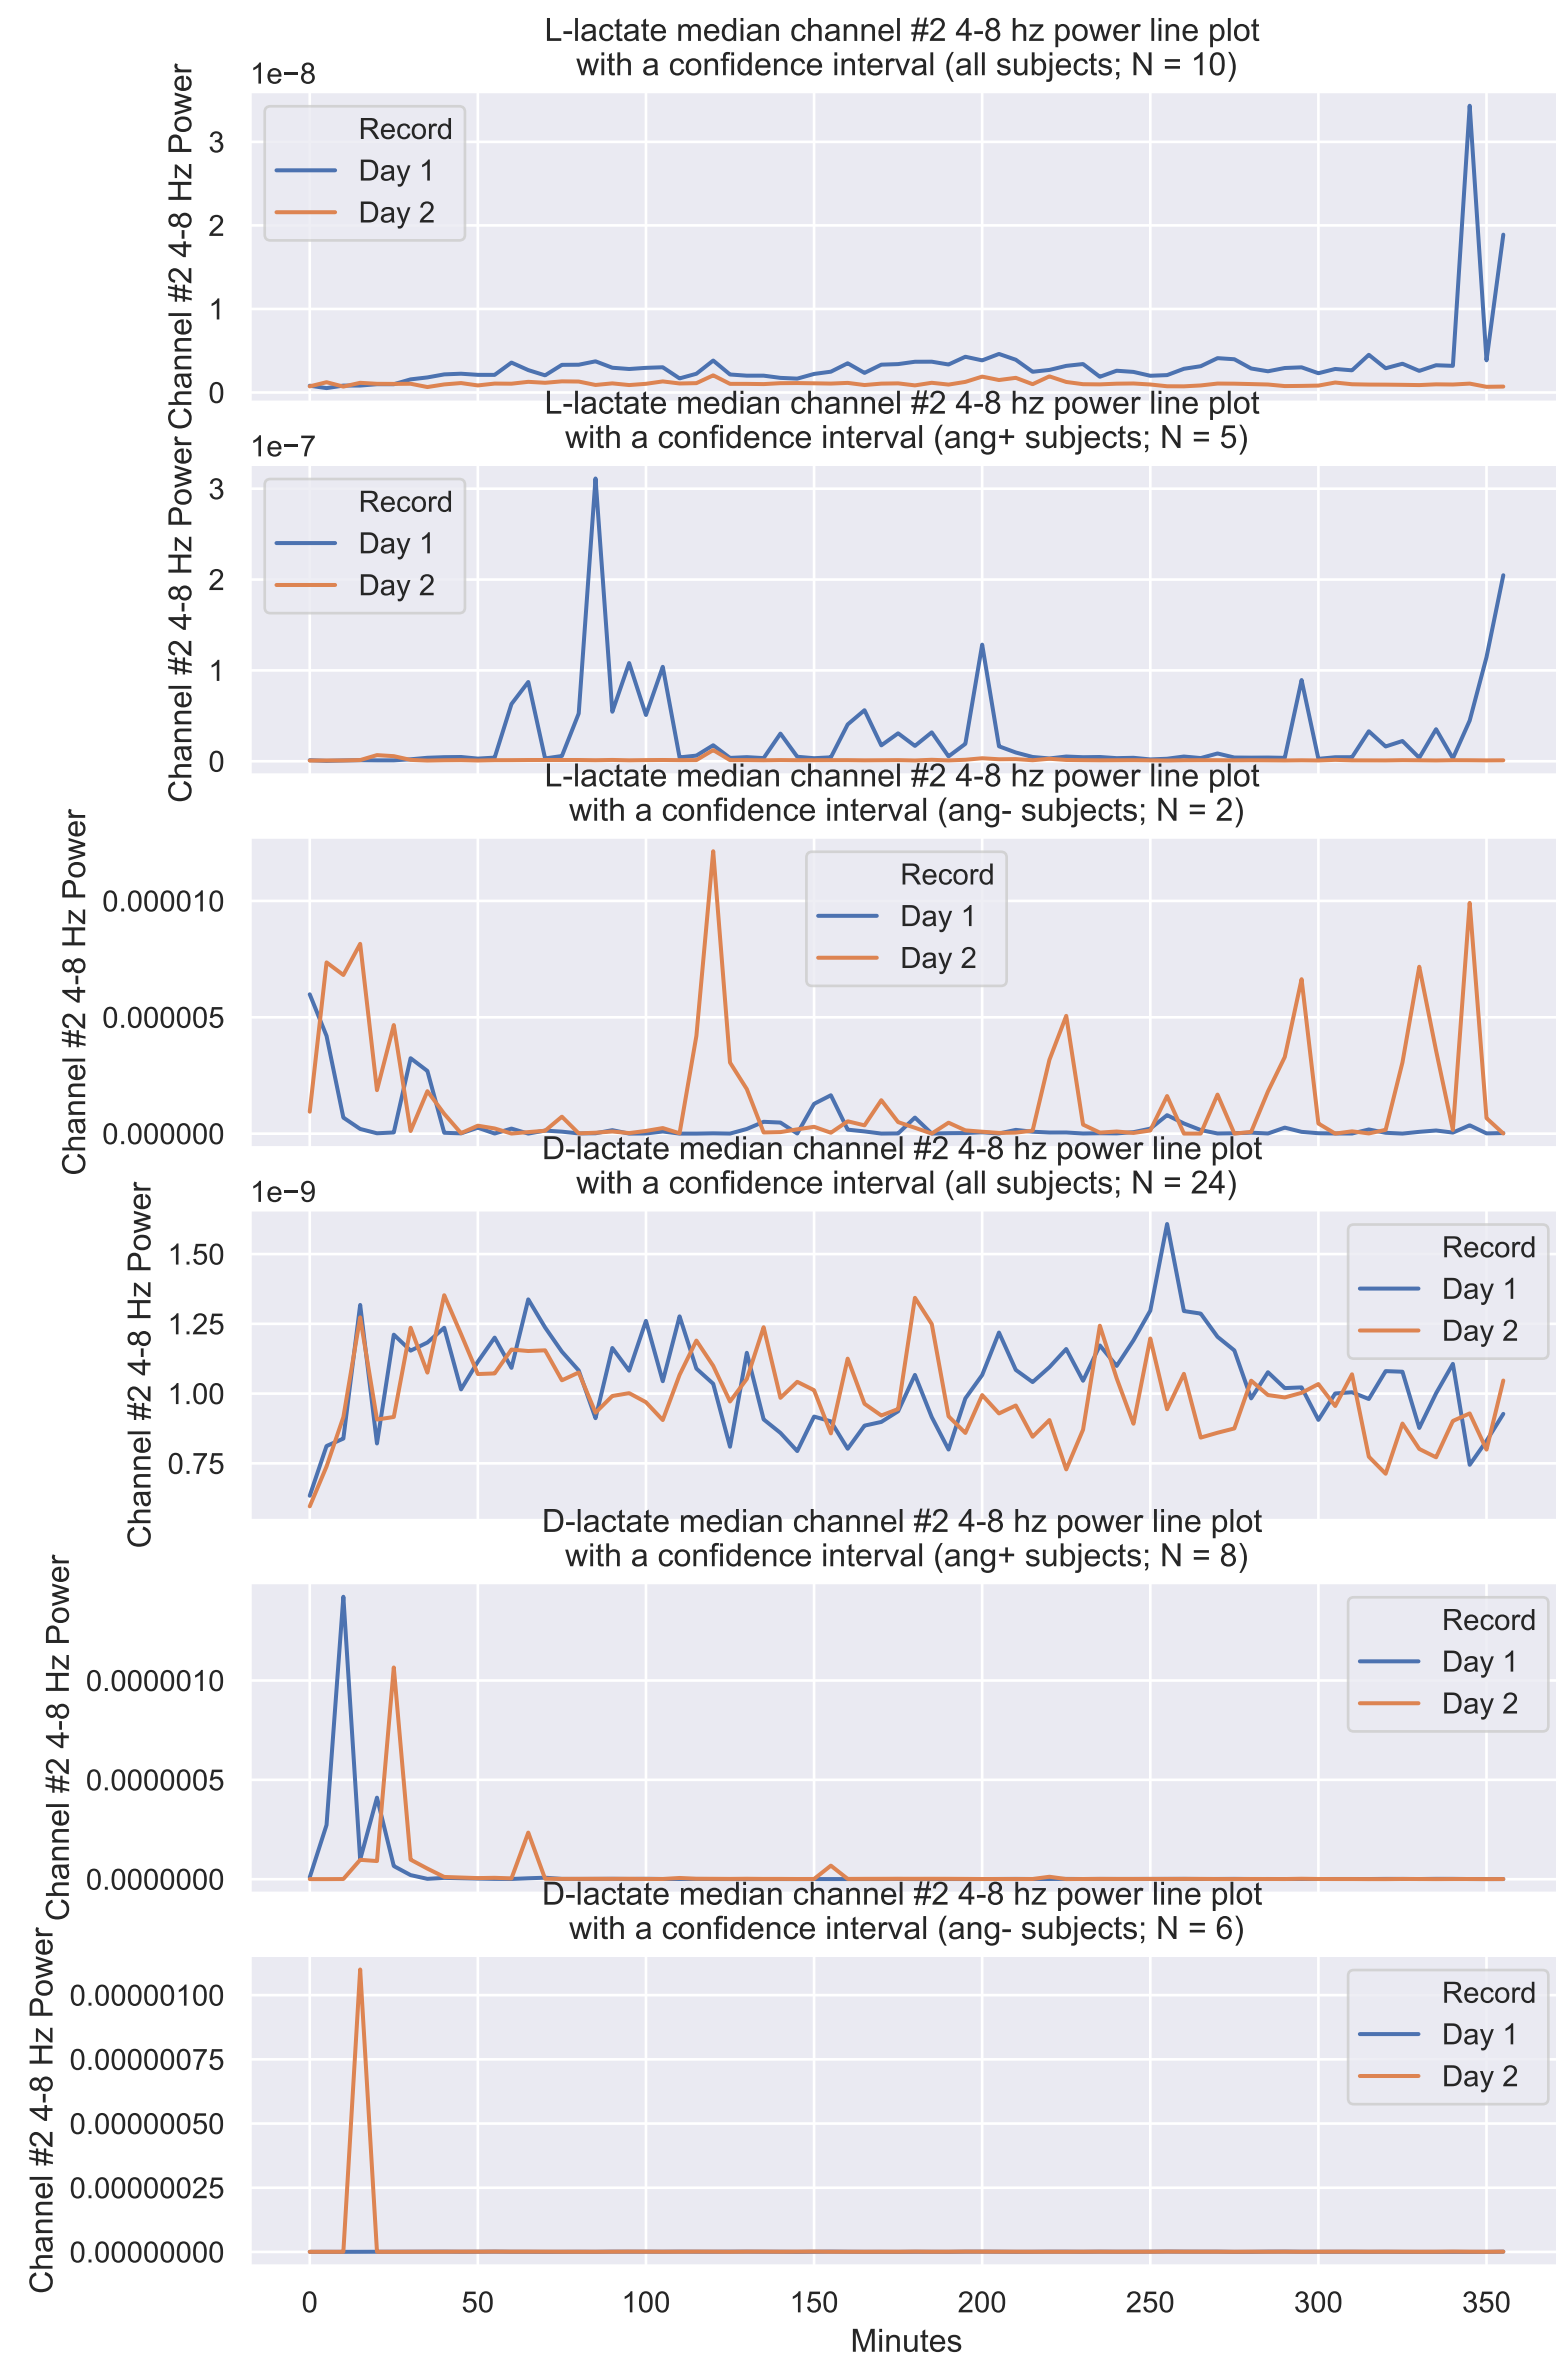 L-lactate median channel #2 4-8 hz power line plot
with a confidence interval (all subjects; N = 10)
1e−8
Channel #2 4-8 Hz Power
3
2
1
0
Record
Day 1
Day 2
L-lactate median channel #2 4-8 hz power line plot
with a confidence interval (ang+ subjects; N = 5)
1e−7
Channel #2 4-8 Hz Power
3
2
1
0
Record
Day 1
Day 2
L-lactate median channel #2 4-8 hz power line plot
with a confidence interval (ang- subjects; N = 2)
Channel #2 4-8 Hz Power
0.000010
0.000005
0.000000
Record
Day 1
Day 2
D-lactate median channel #2 4-8 hz power line plot
with a confidence interval (all subjects; N = 24)
1e−9
Channel #2 4-8 Hz Power
1.50
1.25
1.00
0.75
Record
Day 1
Day 2
D-lactate median channel #2 4-8 hz power line plot
with a confidence interval (ang+ subjects; N = 8)
Channel #2 4-8 Hz Power
0.0000010
0.0000005
0.0000000
Record
Day 1
Day 2
D-lactate median channel #2 4-8 hz power line plot
with a confidence interval (ang- subjects; N = 6)
Channel #2 4-8 Hz Power
0.00000100
0.00000075
0.00000050
0.00000025
0.00000000
Record
Day 1
Day 2
0 50 100 150 200 250 300 350
Minutes